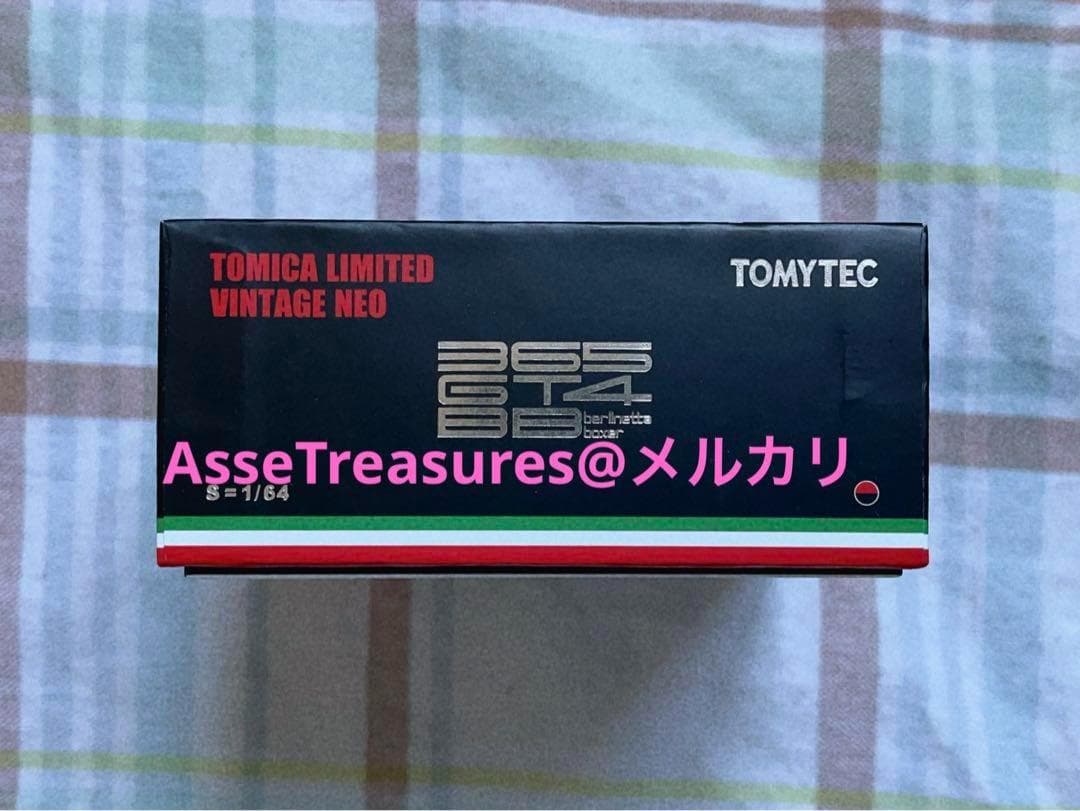 TOMICA LIMITED
VINTAGE NEO
TOMYTEC
365
GT4
BB berlinetta
boxer
AsseTreasures@メルカリ
S=1/64